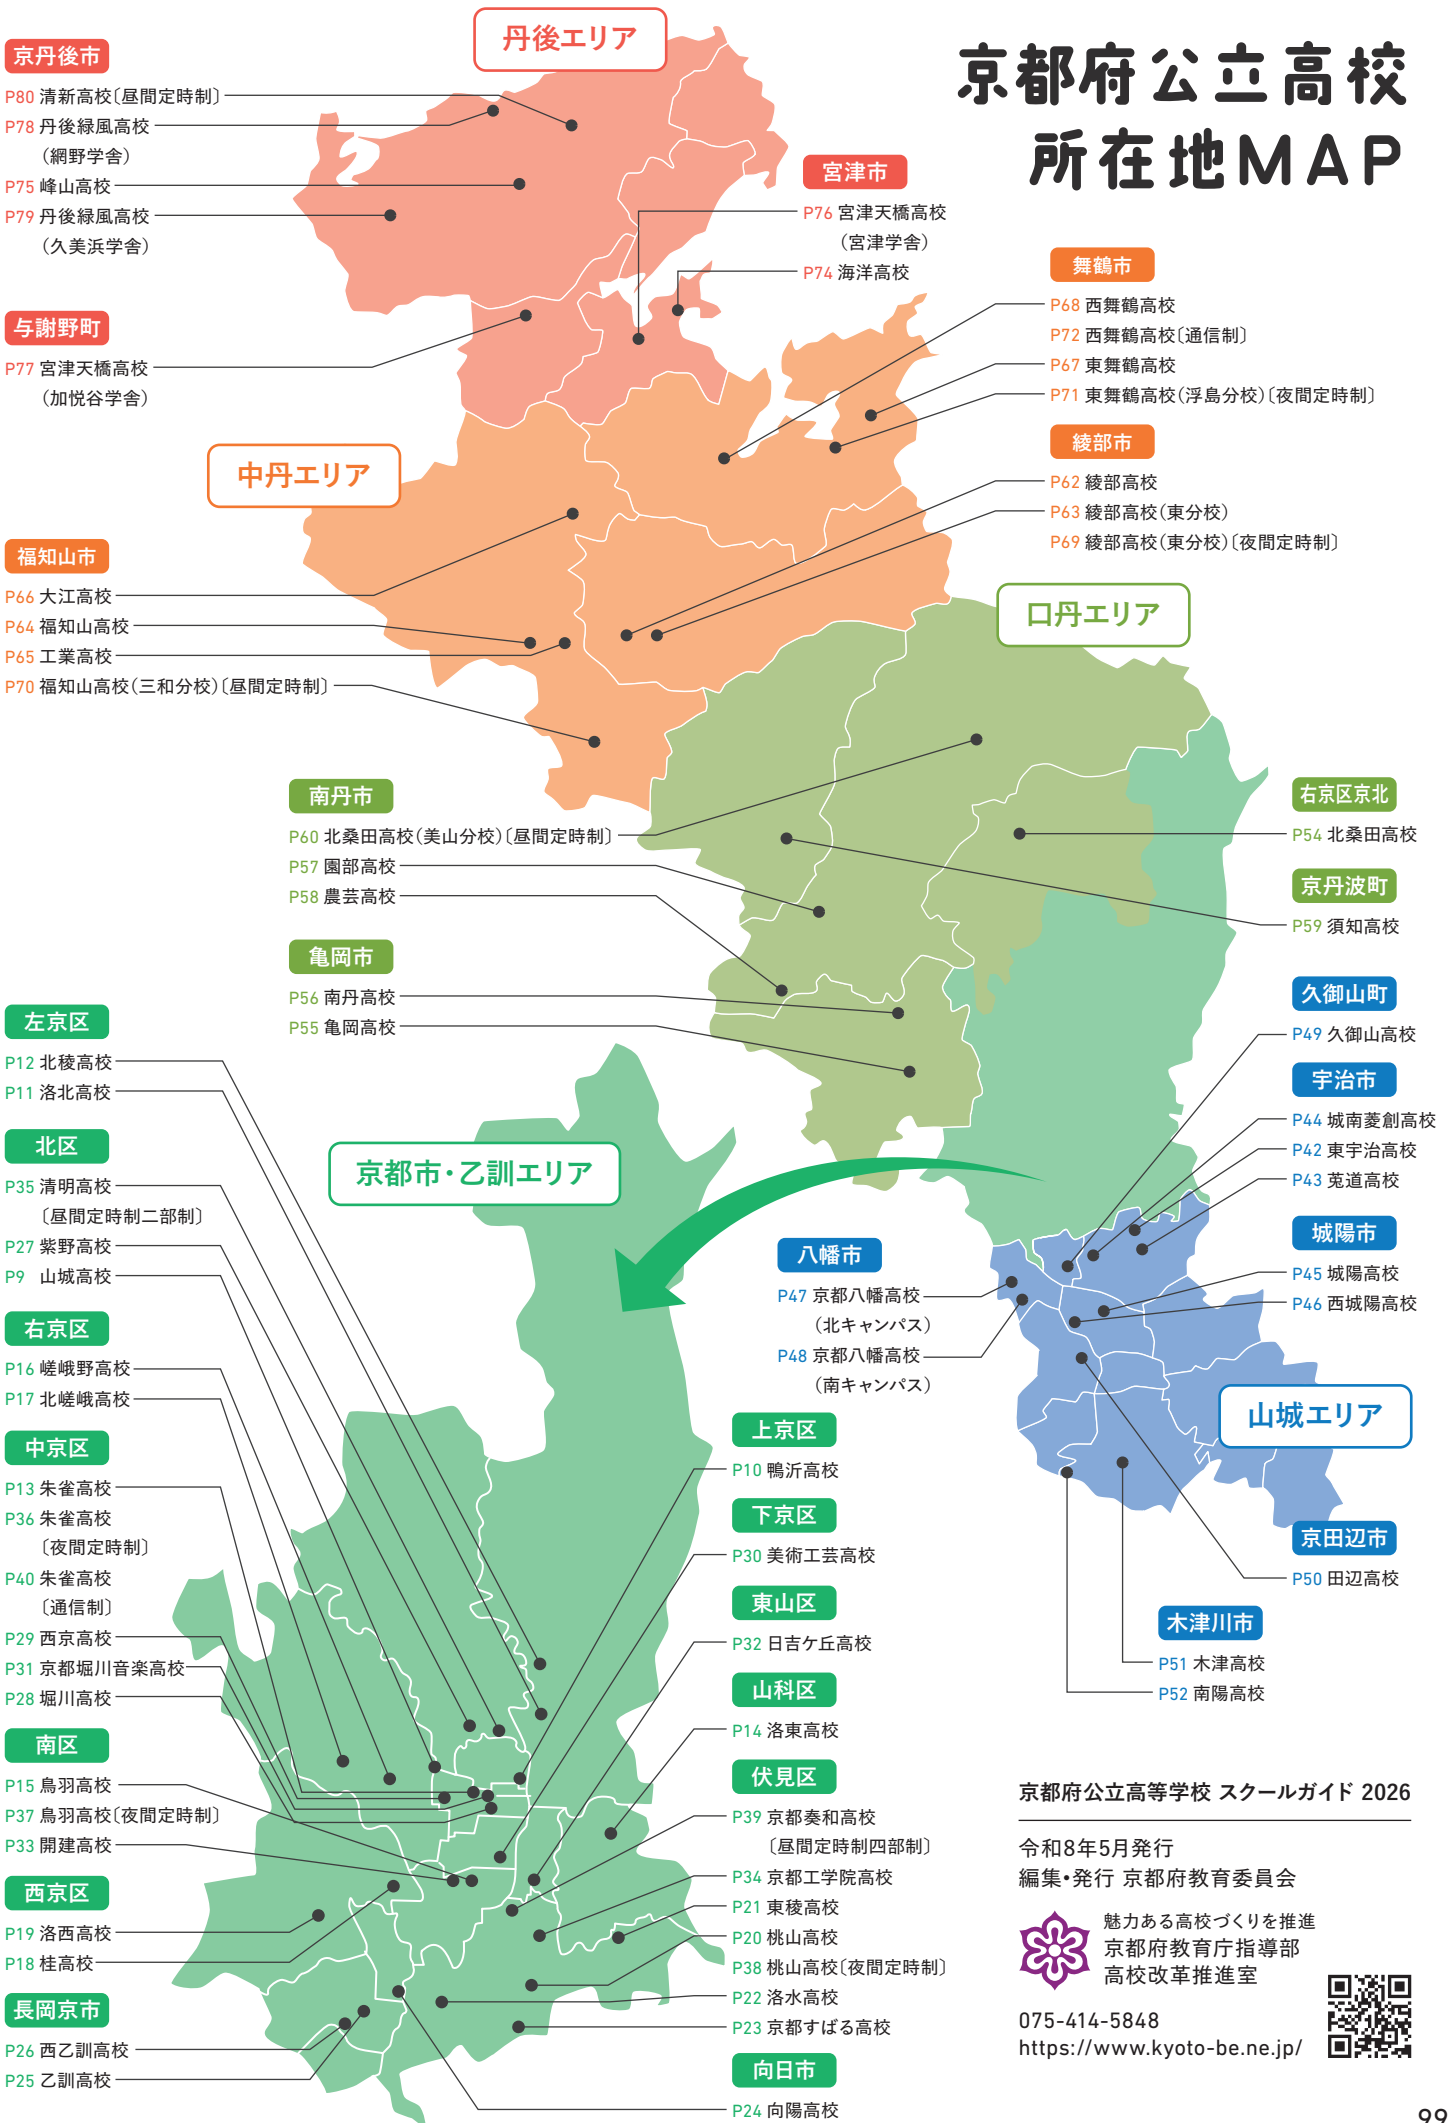 京都府公立高校
所在地MAP
丹後エリア
京丹後市
P80 清新高校〔昼間定時制〕
P78 丹後緑風高校
（網野学舎）
P75 峰山高校
P79 丹後緑風高校
（久美浜学舎）
与謝野町
P77 宮津天橋高校
（加悦谷学舎）
宮津市
P76 宮津天橋高校
（宮津学舎）
P74 海洋高校
中丹エリア
舞鶴市
P68 西舞鶴高校
P72 西舞鶴高校〔通信制〕
P67 東舞鶴高校
P71 東舞鶴高校（浮島分校）〔夜間定時制〕
綾部市
P62 綾部高校
P63 綾部高校（東分校）
P69 綾部高校（東分校）〔夜間定時制〕
福知山市
P66 大江高校
P64 福知山高校
P65 工業高校
P70 福知山高校（三和分校）〔昼間定時制〕
口丹エリア
南丹市
P60 北桑田高校（美山分校）〔昼間定時制〕
P57 園部高校
P58 農芸高校
亀岡市
P56 南丹高校
P55 亀岡高校
右京区京北
P54 北桑田高校
京丹波町
P59 須知高校
京都市・乙訓エリア
左京区
P12 北稜高校
P11 洛北高校
北区
P35 清明高校
〔昼間定時制二部制〕
P27 紫野高校
P9 山城高校
右京区
P16 嵯峨野高校
P17 北嵯峨高校
中京区
P13 朱雀高校
P36 朱雀高校
〔夜間定時制〕
P40 朱雀高校
〔通信制〕
P29 西京高校
P31 京都堀川音楽高校
P28 堀川高校
南区
P15 鳥羽高校
P37 鳥羽高校〔夜間定時制〕
P33 開建高校
西京区
P19 洛西高校
P18 桂高校
長岡京市
P26 西乙訓高校
P25 乙訓高校
上京区
P10 鴨沂高校
下京区
P30 美術工芸高校
東山区
P32 日吉ケ丘高校
山科区
P14 洛東高校
伏見区
P39 京都奏和高校
〔昼間定時制四部制〕
P34 京都工学院高校
P21 東稜高校
P20 桃山高校
P38 桃山高校〔夜間定時制〕
P22 洛水高校
P23 京都すばる高校
向日市
P24 向陽高校
山城エリア
久御山町
P49 久御山高校
宇治市
P44 城南菱創高校
P42 東宇治高校
P43 莵道高校
城陽市
P45 城陽高校
P46 西城陽高校
八幡市
P47 京都八幡高校
（北キャンパス）
P48 京都八幡高校
（南キャンパス）
京田辺市
P50 田辺高校
木津川市
P51 木津高校
P52 南陽高校
京都府公立高等学校 スクールガイド 2026
令和8年5月発行
編集・発行 京都府教育委員会
魅力ある高校づくりを推進
京都府教育庁指導部
高校改革推進室
075-414-5848
https://www.kyoto-be.ne.jp/
99